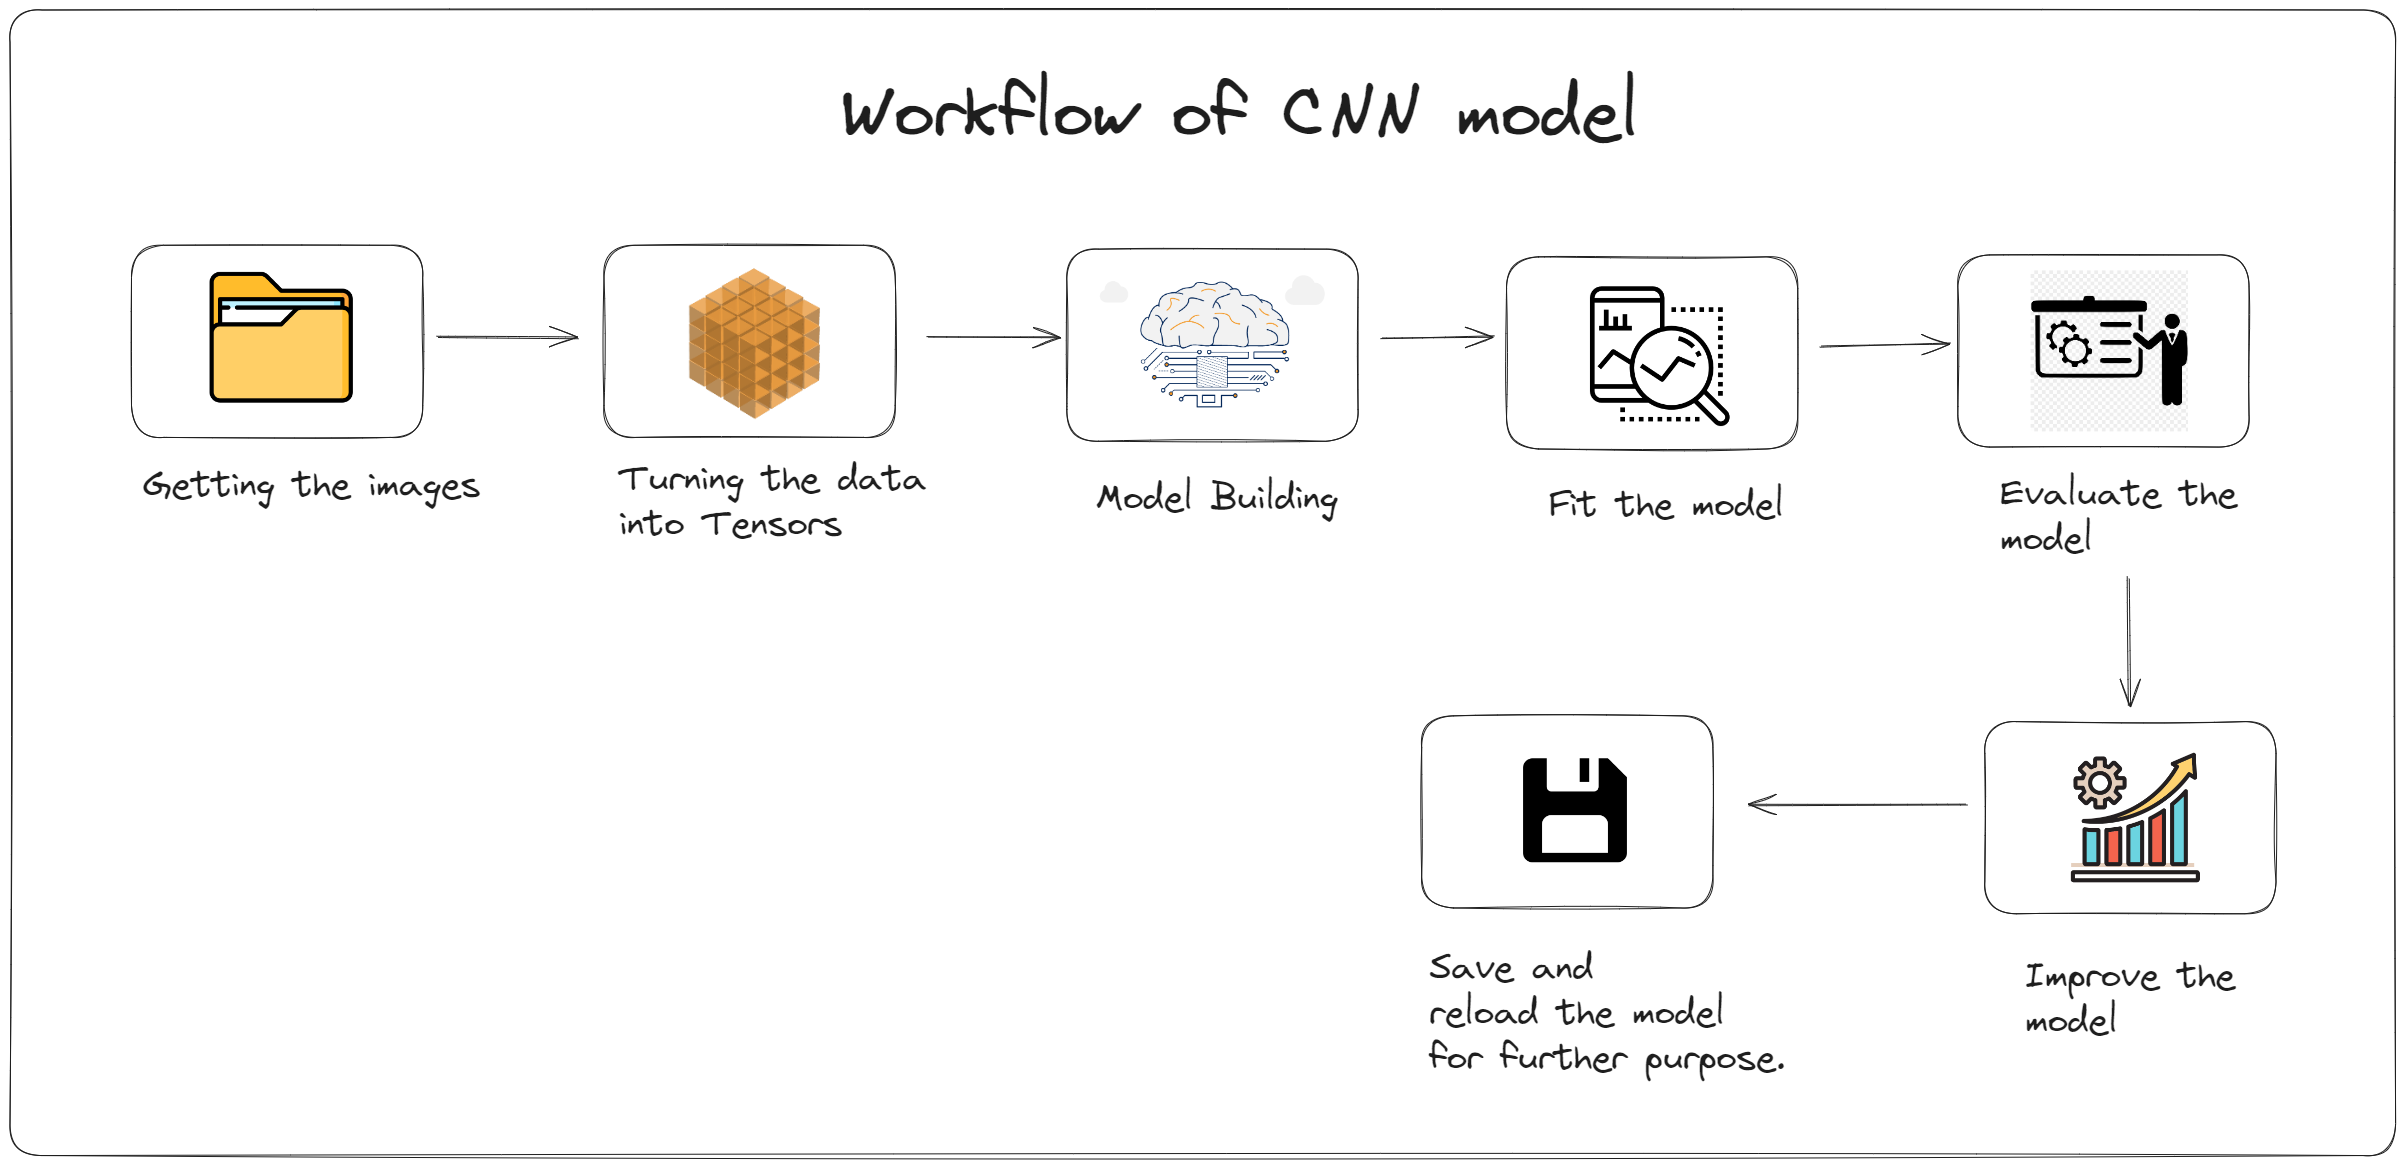 Workflow of CNN model
Getting the images
Turning the data
into Tensors
Model Building
Fit the model
Evaluate the
model
Save and
reload the model
for further purpose.
Improve the
model